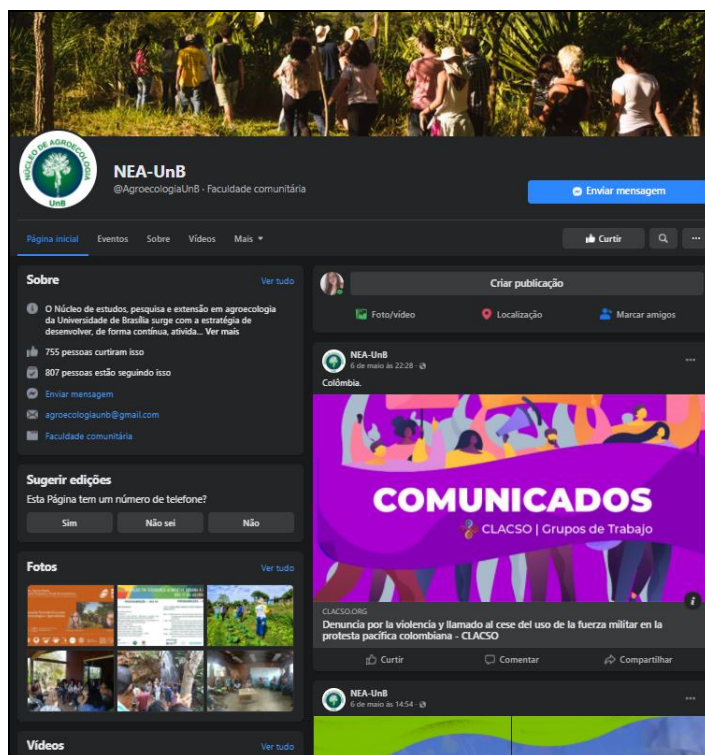 NÚCLEO DE AGROECOLOGIA
UnB
NEA-UnB
@AgroecologiaUnB · Faculdade comunitária
Enviar mensagem
Página inicial Eventos Sobre Vídeos Mais
Curtir
Sobre Ver tudo
O Núcleo de estudos, pesquisa e extensão em agroecologia
da Universidade de Brasília surge com a estratégia de
desenvolver, de forma contínua, ativida... Ver mais
755 pessoas curtiram isso
807 pessoas estão seguindo isso
Enviar mensagem
agroecologiaunb@gmail.com
Faculdade comunitária
Sugerir edições
Esta Página tem um número de telefone?
Sim Não sei Não
Fotos Ver tudo
Vídeos Ver tudo
Criar publicação
Foto/vídeo Localização Marcar amigos
NEA-UnB
6 de maio às 22:28 ·
Colômbia.
COMUNICADOS
CLACSO | Grupos de Trabajo
CLACSO.ORG
Denuncia por la violencia y llamado al cese del uso de la fuerza militar en la
protesta pacífica colombiana - CLACSO
Curtir Comentar Compartilhar
NEA-UnB
6 de maio às 14:54 ·